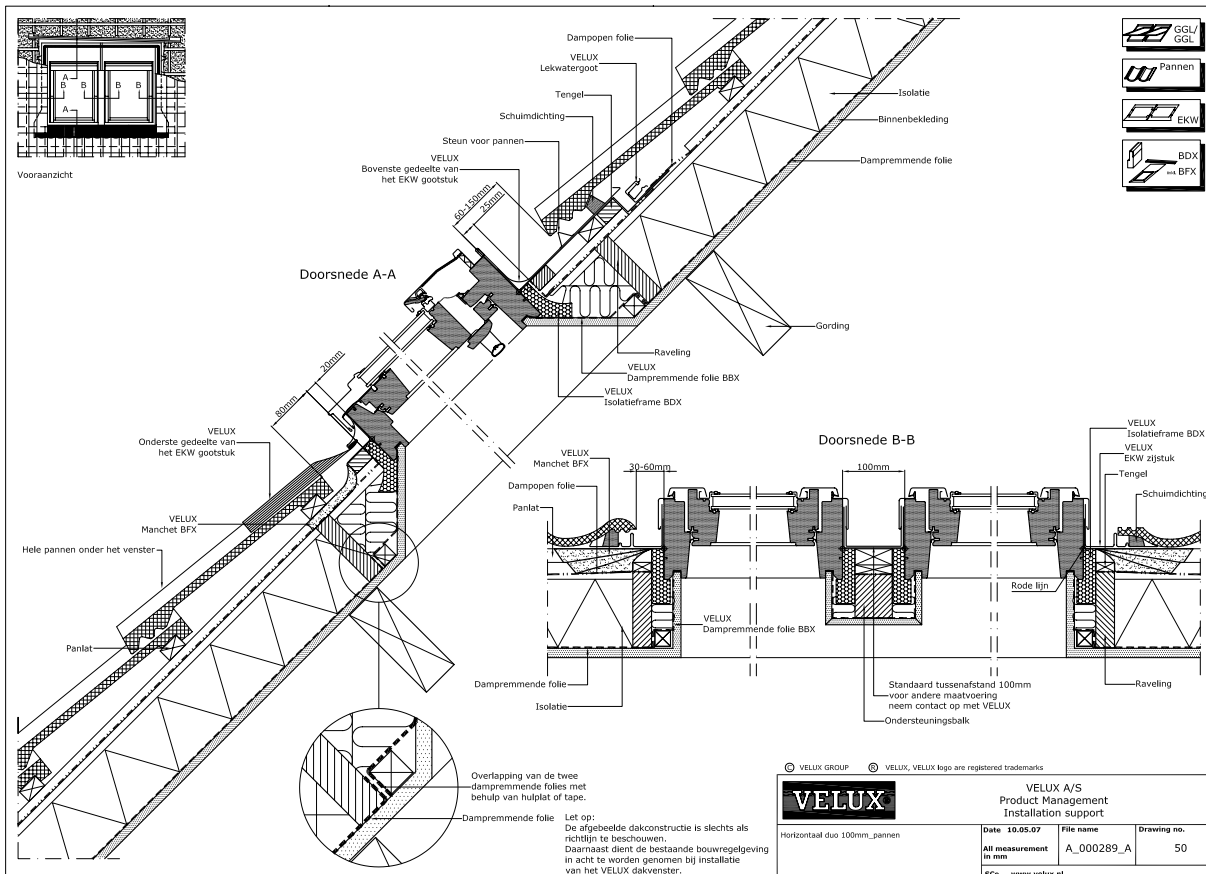 A
B
B
B
B
A
Vooraanzicht
Dampopen folie
VELUX
Lekwatergoot
Tengel
Schuimdichting
Steun voor pannen
VELUX
Bovenste gedeelte van
het EKW gootstuk
60-150mm
25mm
Isolatie
Binnenbekleding
Dampremmende folie
GGL/
GGL
Pannen
EKW
BDX
inkl. BFX
Doorsnede A-A
Gording
Raveling
VELUX
Dampremmende folie BBX
VELUX
Isolatieframe BDX
20mm
80mm
VELUX
Onderste gedeelte van
het EKW gootstuk
VELUX
Manchet BFX
Hele pannen onder het venster
Panlat
Doorsnede B-B
VELUX
Manchet BFX
30-60mm
100mm
Dampopen folie
Panlat
VELUX
Isolatieframe BDX
VELUX
EKW zijstuk
Tengel
Schuimdichting
Rode lijn
VELUX
Dampremmende folie BBX
Dampremmende folie
Isolatie
Standaard tussenafstand 100mm
voor andere maatvoering
neem contact op met VELUX
Ondersteuningsbalk
Raveling
Overlapping van de twee
dampremmende folies met
behulp van hulplat of tape.
Dampremmende folie
Let op:
De afgebeelde dakconstructie is slechts als
richtlijn te beschouwen.
Daarnaast dient de bestaande bouwregelgeving
in acht te worden genomen bij installatie
van het VELUX dakvenster.
© VELUX GROUP ® VELUX, VELUX logo are registered trademarks
VELUX®
VELUX A/S
Product Management
Installation support
Horizontaal duo 100mm_pannen
Date 10.05.07
File name
Drawing no.
All measurement
in mm
A_000289_A
50
www.velux.nl